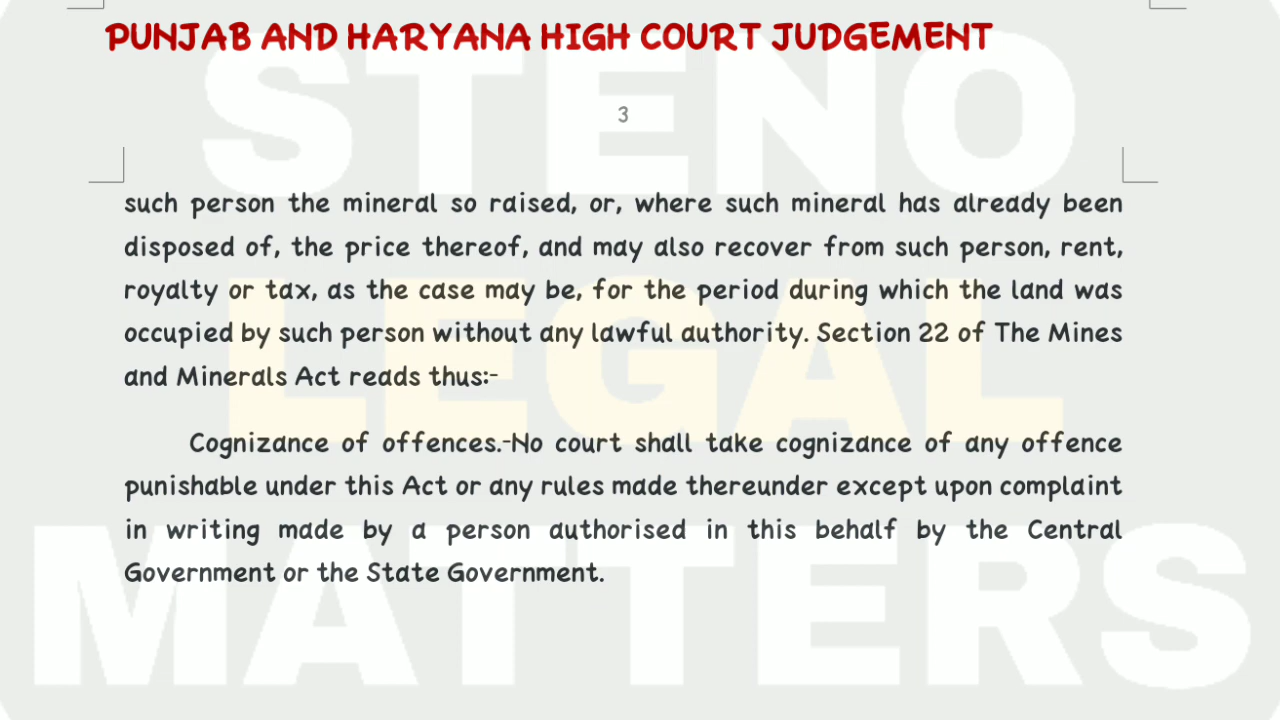 PUNJAB AND HARYANA HIGH COURT JUDGEMENT
3
such person the mineral so raised, or, where such mineral has already been
disposed of, the price thereof, and may also recover from such person, rent,
royalty or tax, as the case may be, for the period during which the land was
occupied by such person without any lawful authority. Section 22 of The Mines
and Minerals Act reads thus:-
Cognizance of offences.-No court shall take cognizance of any offence
punishable under this Act or any rules made thereunder except upon complaint
in writing made by a person authorised in this behalf by the Central
Government or the State Government.
STENO
LEGAL
MATTERS